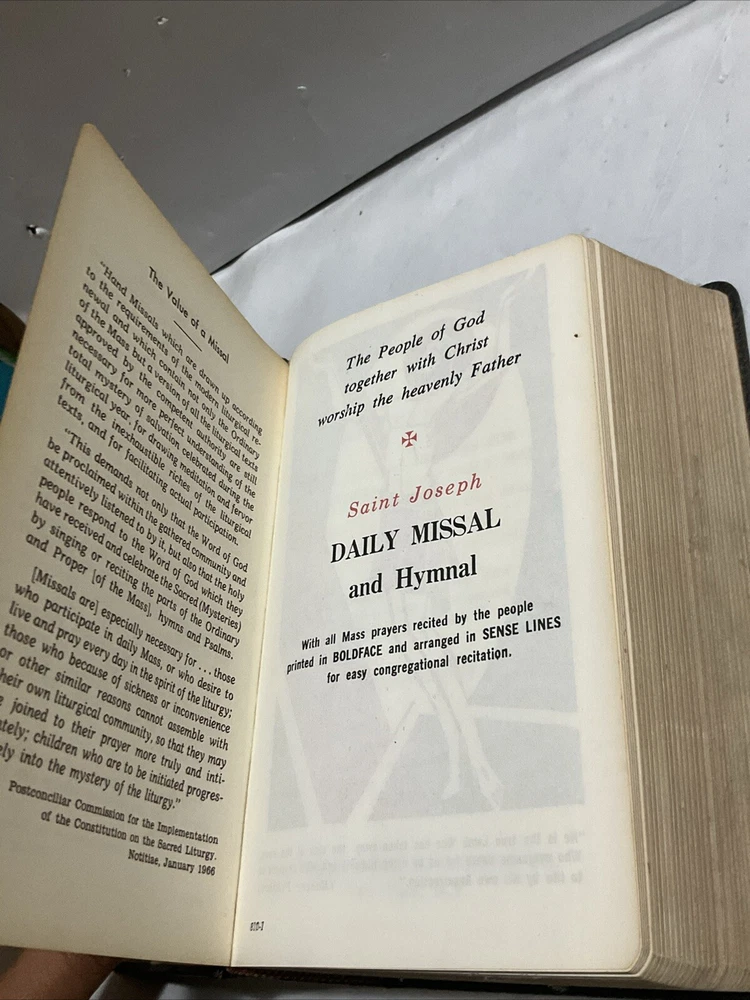 The Value of a Missal
"Hand Missals which are drawn up according
to the requirements of the modern liturgical re-
newal and which contain not only the Ordinary
of the Mass but a version of all the liturgical texts
approved by the competent authority are still
necessary for more perfect understanding of the
total mystery of salvation celebrated during the
liturgical year, for drawing meditation and fervor
from the inexhaustible riches of the liturgical
texts, and for facilitating actual participation.
"This demands not only that the Word of God
be proclaimed within the gathered community and
attentively listened to by it, but also that the holy
people respond to the Word of God which they
have received and celebrate the Sacred (Mysteries)
by singing or reciting the parts of the Ordinary
and Proper [of the Mass], hymns and Psalms.
[Missals are] especially necessary for . . . those
who participate in daily Mass, or who desire to
live and pray every day in the spirit of the liturgy;
those who because of sickness or inconvenience
or other similar reasons cannot assemble with
their own liturgical community, so that they may
joined to their prayer more truly and inti-
ately; children who are to be initiated progres-
ely into the mystery of the liturgy."
Postconciliar Commission for the Implementation
of the Constitution on the Sacred Liturgy.
Notitiae, January 1966
The People of God
together with Christ
worship the heavenly Father
Saint Joseph
DAILY MISSAL
and Hymnal
With all Mass prayers recited by the people
printed in BOLDFACE and arranged in SENSE LINES
for easy congregational recitation.